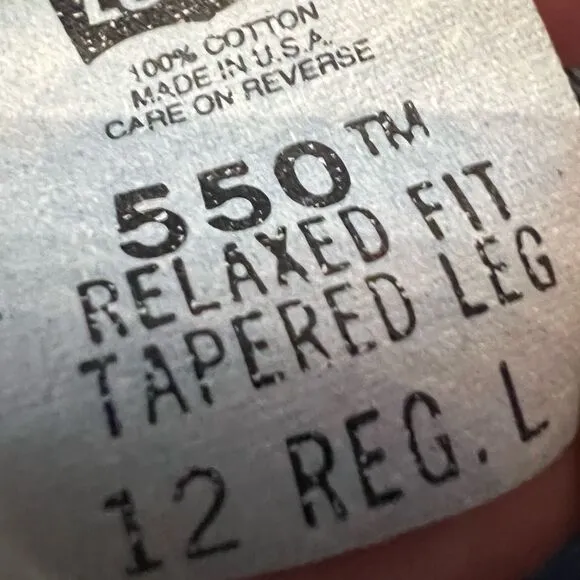 100% COTTON
MADE IN U.S.A.
CARE ON REVERSE
550™
RELAXED FIT
TAPERED LEG
12 REG. L